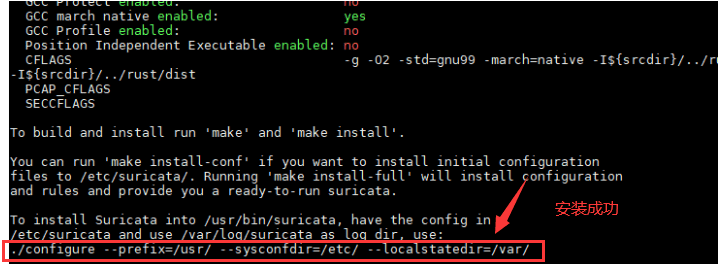 GCC Protect enabled: no
GCC march native enabled: yes
GCC Profile enabled: no
Position Independent Executable enabled: no
CFLAGS -g -O2 -std=gnu99 -march=native -I${srcdir}/../ru
-I${srcdir}/../rust/dist
PCAP_CFLAGS
SECCFLAGS
To build and install run 'make' and 'make install'.
You can run 'make install-conf' if you want to install initial configuration
files to /etc/suricata/. Running 'make install-full' will install configuration
and rules and provide you a ready-to-run suricata.
To install Suricata into /usr/bin/suricata, have the config in
/etc/suricata and use /var/log/suricata as log dir, use:
./configure --prefix=/usr/ --sysconfdir=/etc/ --localstatedir=/var/
安装成功